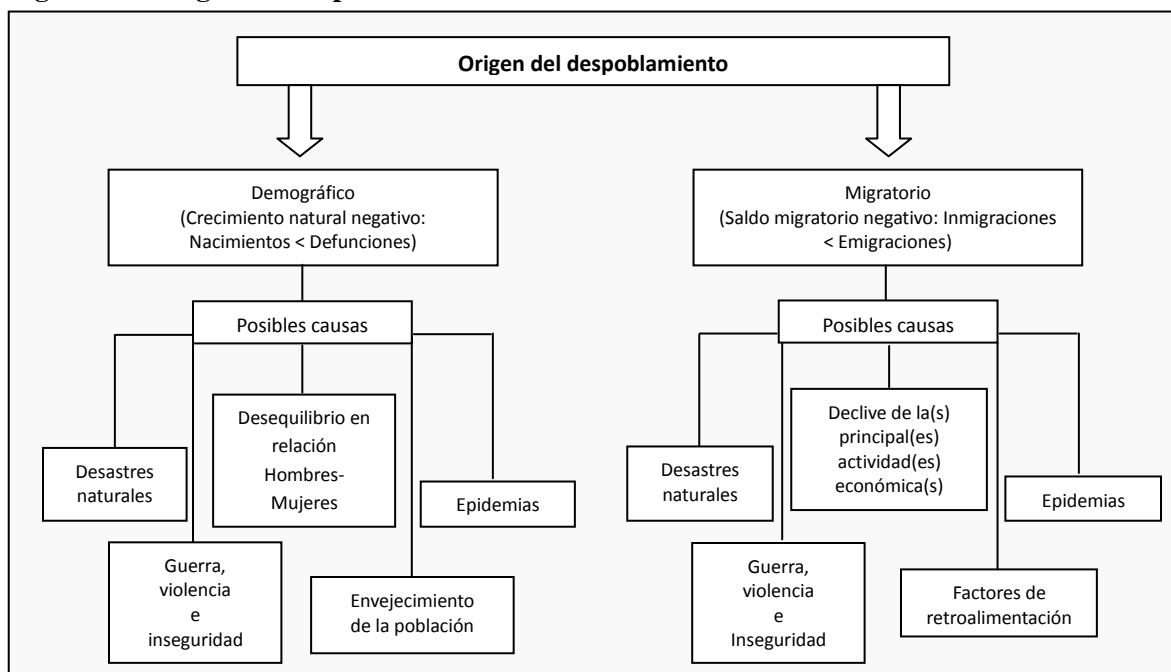 Origen del despoblamiento
Demográfico
(Crecimiento natural negativo:
Nacimientos < Defunciones)
Migratorio
(Saldo migratorio negativo: Inmigraciones
< Emigraciones)
Posibles causas
Desastres
naturales
Guerra,
violencia
e
inseguridad
Desequilibrio en
relación
Hombres-
Mujeres
Envejecimiento
de la población
Epidemias
Posibles causas
Desastres
naturales
Guerra,
violencia
e
Inseguridad
Declive de la(s)
principal(es)
actividad(es)
económica(s)
Factores de
retroalimentación
Epidemias